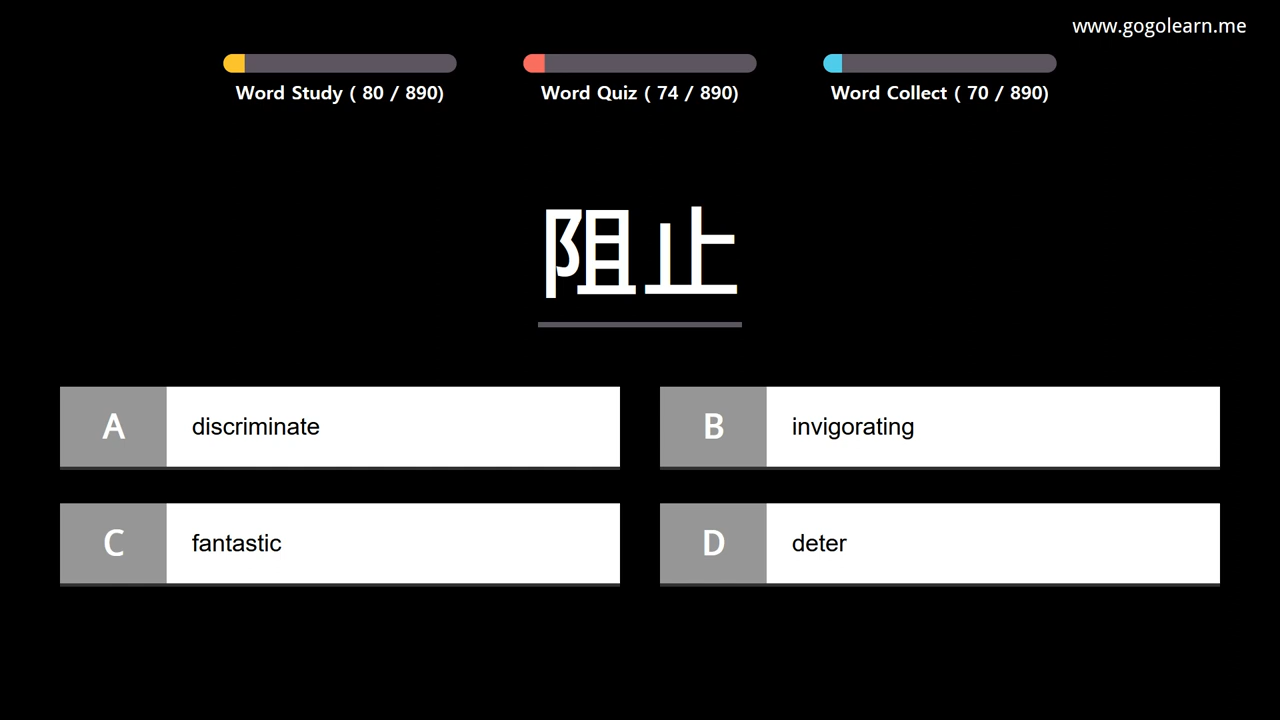 www.gogolearn.me
Word Study ( 80 / 890)
Word Quiz ( 74 / 890)
Word Collect ( 70 / 890)
阻止
A discriminate
B invigorating
C fantastic
D deter